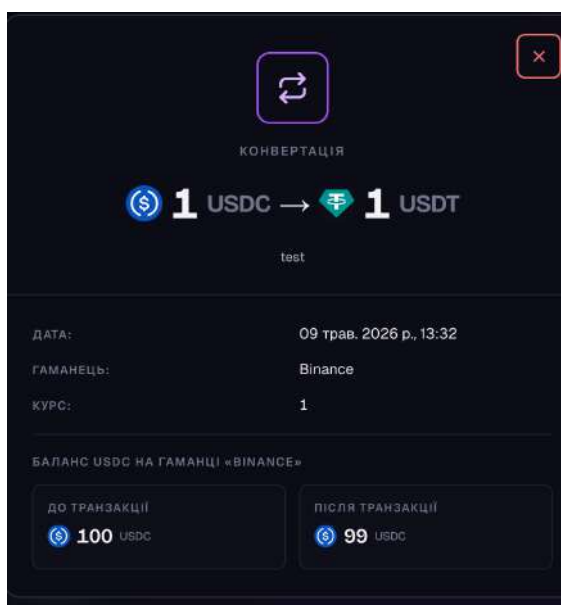 КОНВЕРТАЦІЯ
1 USDC → 1 USDT
test
ДАТА: 09 трав. 2026 р., 13:32
ГАМАНЕЦЬ: Binance
КУРС: 1
БАЛАНС USDC НА ГАМАНЦІ «BINANCE»
ДО ТРАНЗАКЦІЇ
100 USDC
ПІСЛЯ ТРАНЗАКЦІЇ
99 USDC